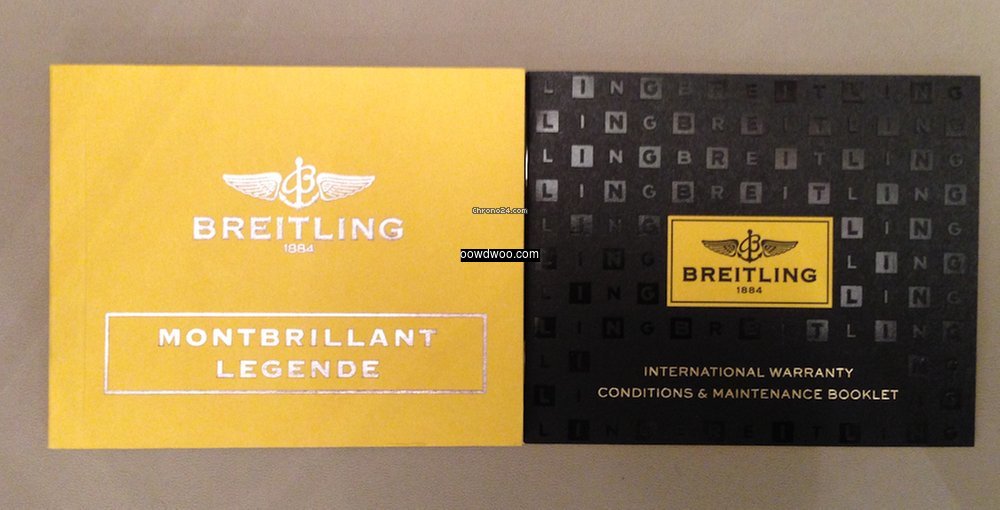 BREITLING
1884
MONTBRILLANT
LEGENDE
Chrono24.com
oowdwoo.com
LINGBREITLING
LINGBREITLING
LINGBREITLING
LINGBREITLING
BREITLING
1884
INTERNATIONAL WARRANTY
CONDITIONS & MAINTENANCE BOOKLET